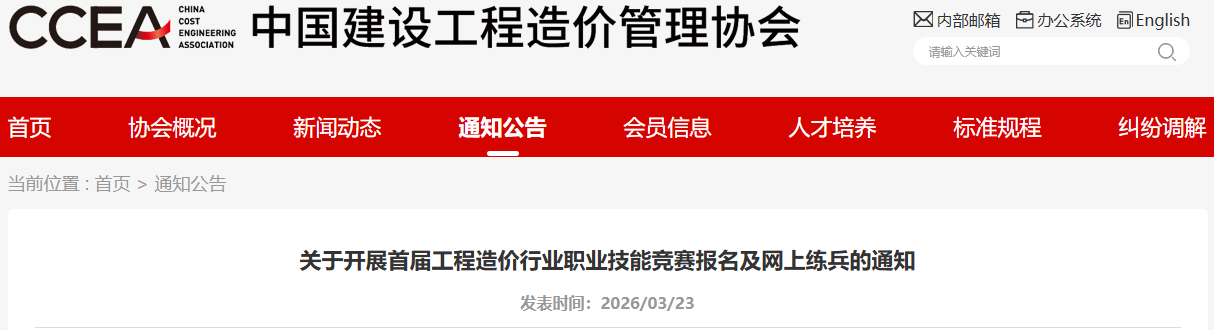 CCEA
CHINA
COST
ENGINEERING
ASSOCIATION
中国建设工程造价管理协会
内部邮箱 办公系统 En English
请输入关键词
首页 协会概况 新闻动态 通知公告 会员信息 人才培养 标准规程 纠纷调解
当前位置 : 首页 > 通知公告
关于开展首届工程造价行业职业技能竞赛报名及网上练兵的通知
发表时间：2026/03/23